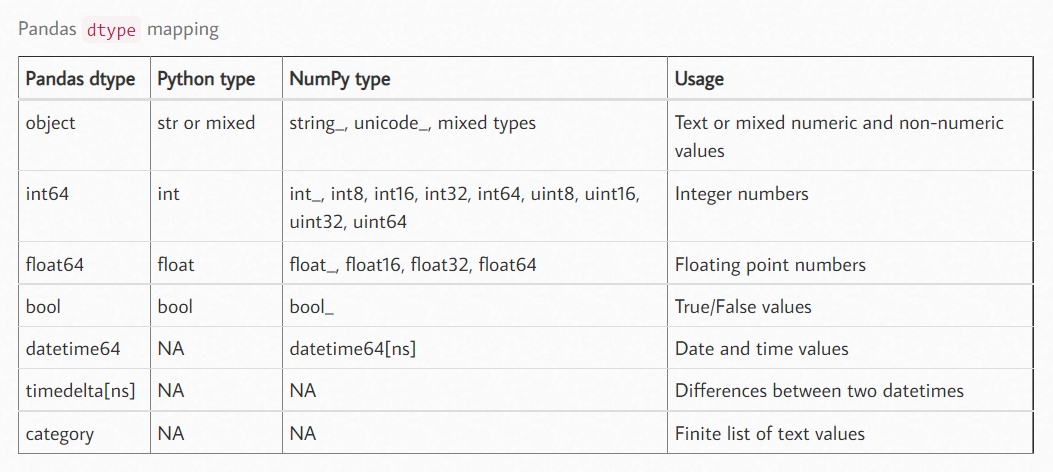 Pandas dtype mapping
Pandas dtype Python type NumPy type Usage
object str or mixed string_, unicode_, mixed types Text or mixed numeric and non-numeric
values
int64 int int_, int8, int16, int32, int64, uint8, uint16, Integer numbers
uint32, uint64
float64 float float_, float16, float32, float64 Floating point numbers
bool bool bool_ True/False values
datetime64 NA datetime64[ns] Date and time values
timedelta[ns] NA NA Differences between two datetimes
category NA NA Finite list of text values